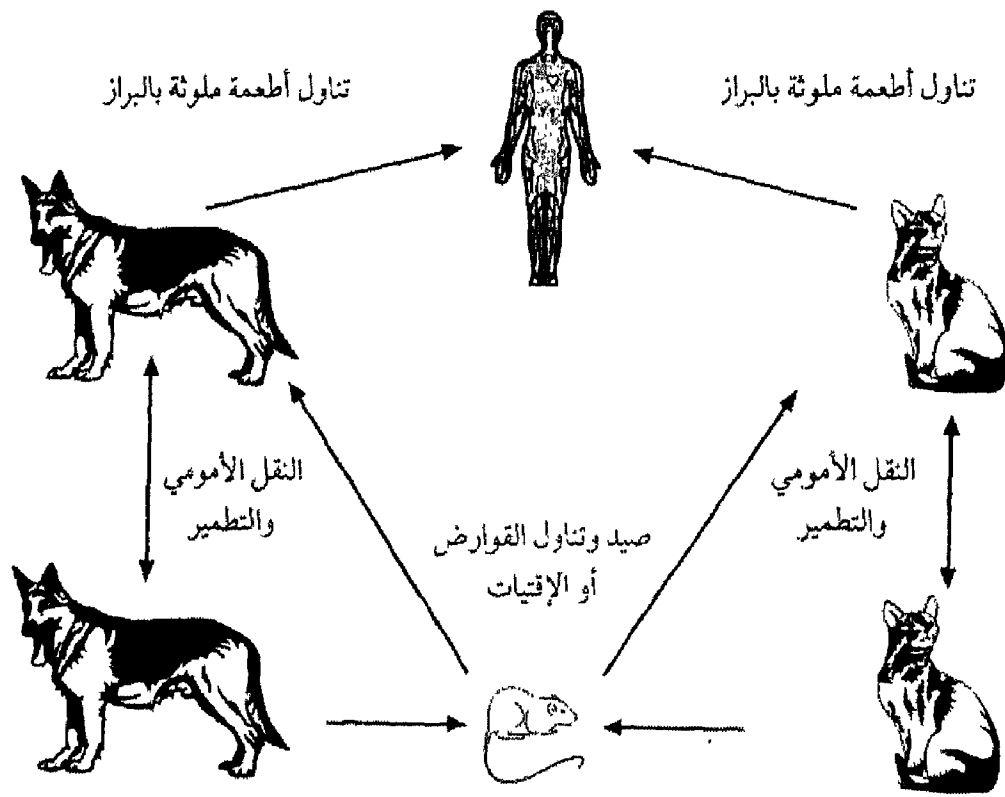 تناول أطعمة ملوثة بالبراز
تناول أطعمة ملوثة بالبراز
النقل الأمومي
والتطمير
النقل الأمومي
والتطمير
صيد وتناول القوارض
أو الإقتيات